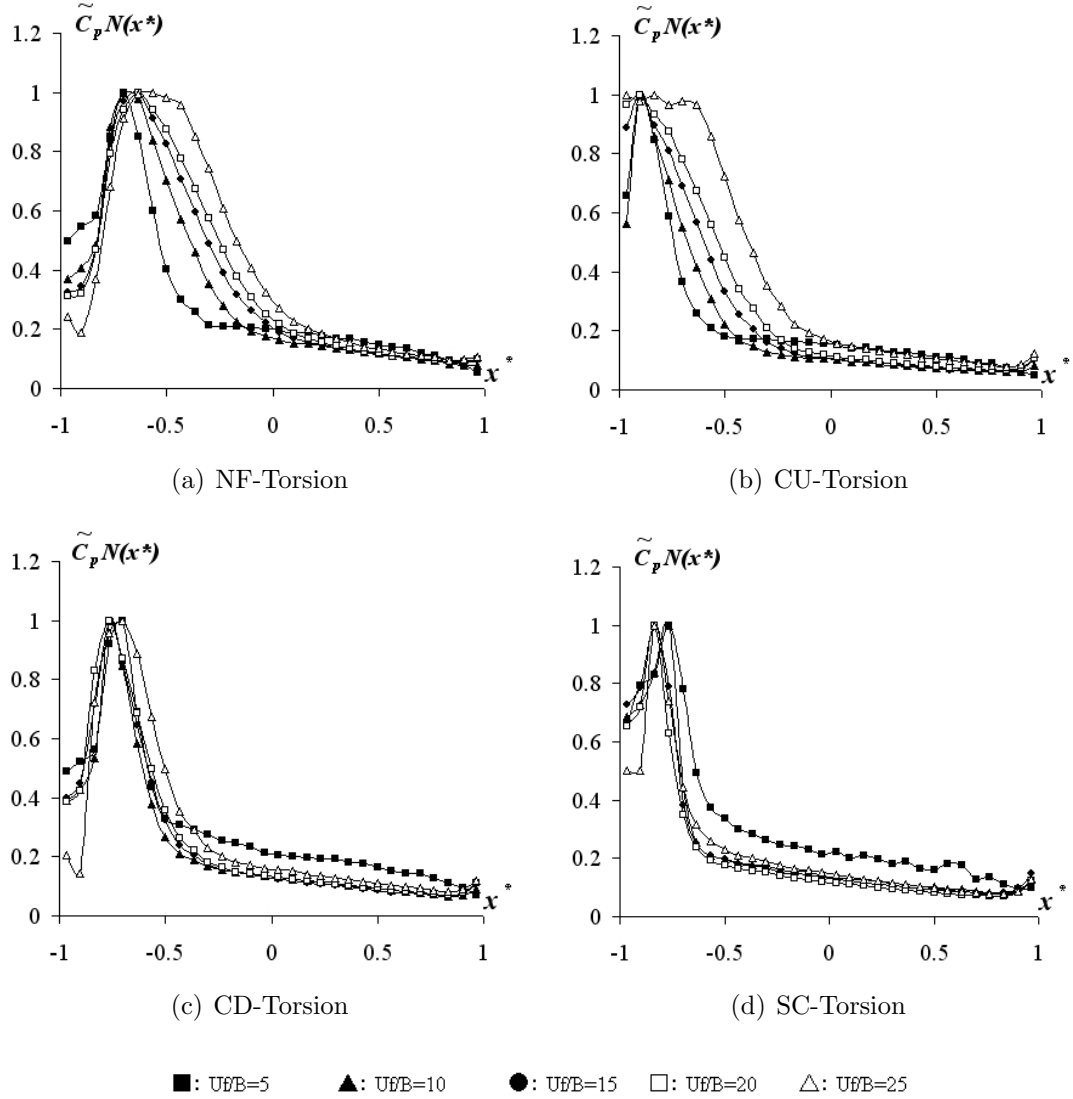 C̃ₚN(x*)
1.2
1
0.8
0.6
0.4
0.2
0
-1 -0.5 0 0.5 1
x*
(a) NF-Torsion
C̃ₚN(x*)
1.2
1
0.8
0.6
0.4
0.2
0
-1 -0.5 0 0.5 1
x*
(b) CU-Torsion
C̃ₚN(x*)
1.2
1
0.8
0.6
0.4
0.2
0
-1 -0.5 0 0.5 1
x*
(c) CD-Torsion
C̃ₚN(x*)
1.2
1
0.8
0.6
0.4
0.2
0
-1 -0.5 0 0.5 1
x*
(d) SC-Torsion
■: Uf/B=5 ▲: Uf/B=10 ●: Uf/B=15 □: Uf/B=20 △: Uf/B=25